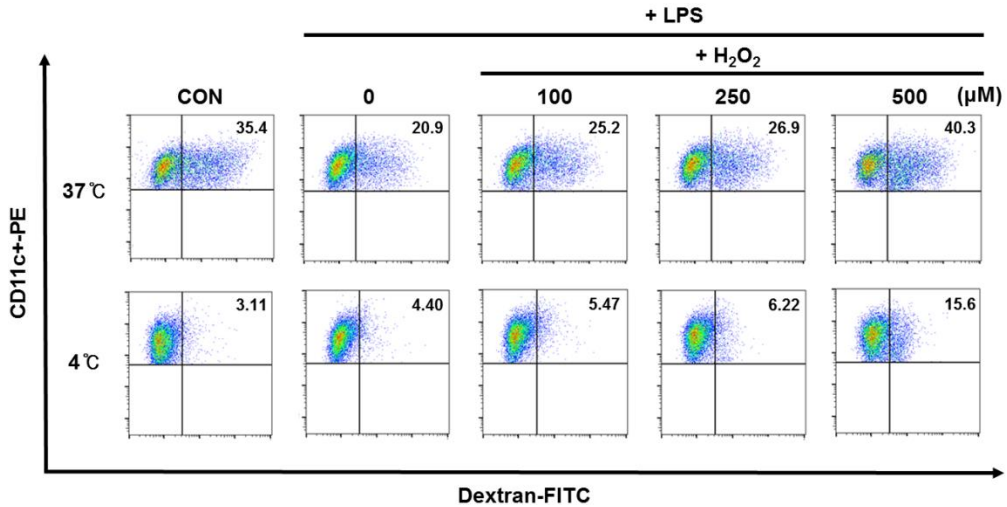 + LPS
+ H₂O₂
CON 0 100 250 500 (μM)
35.4 20.9 25.2 26.9 40.3
37℃
3.11 4.40 5.47 6.22 15.6
4℃
CD11c+-PE
Dextran-FITC